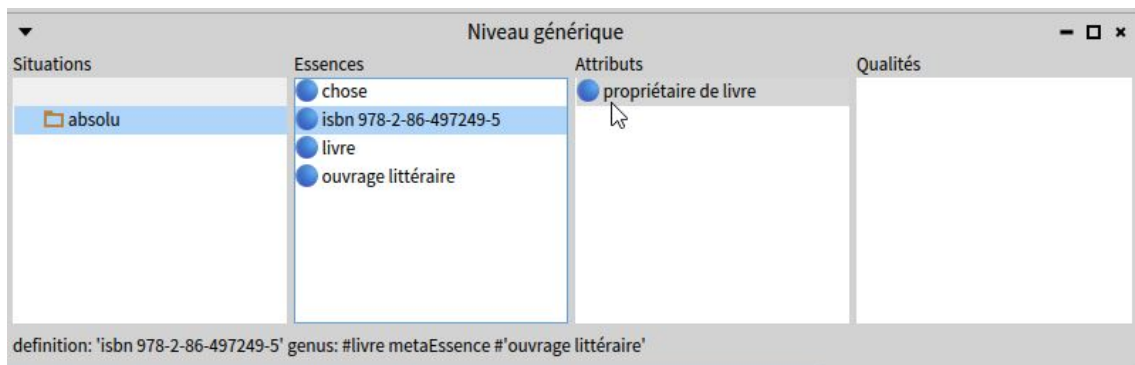 Niveau générique
Situations Essences Attributs Qualités
chose propriétaire de livre
absolu isbn 978-2-86-497249-5
livre
ouvrage littéraire
definition: 'isbn 978-2-86-497249-5' genus: #livre metaEssence #'ouvrage littéraire'